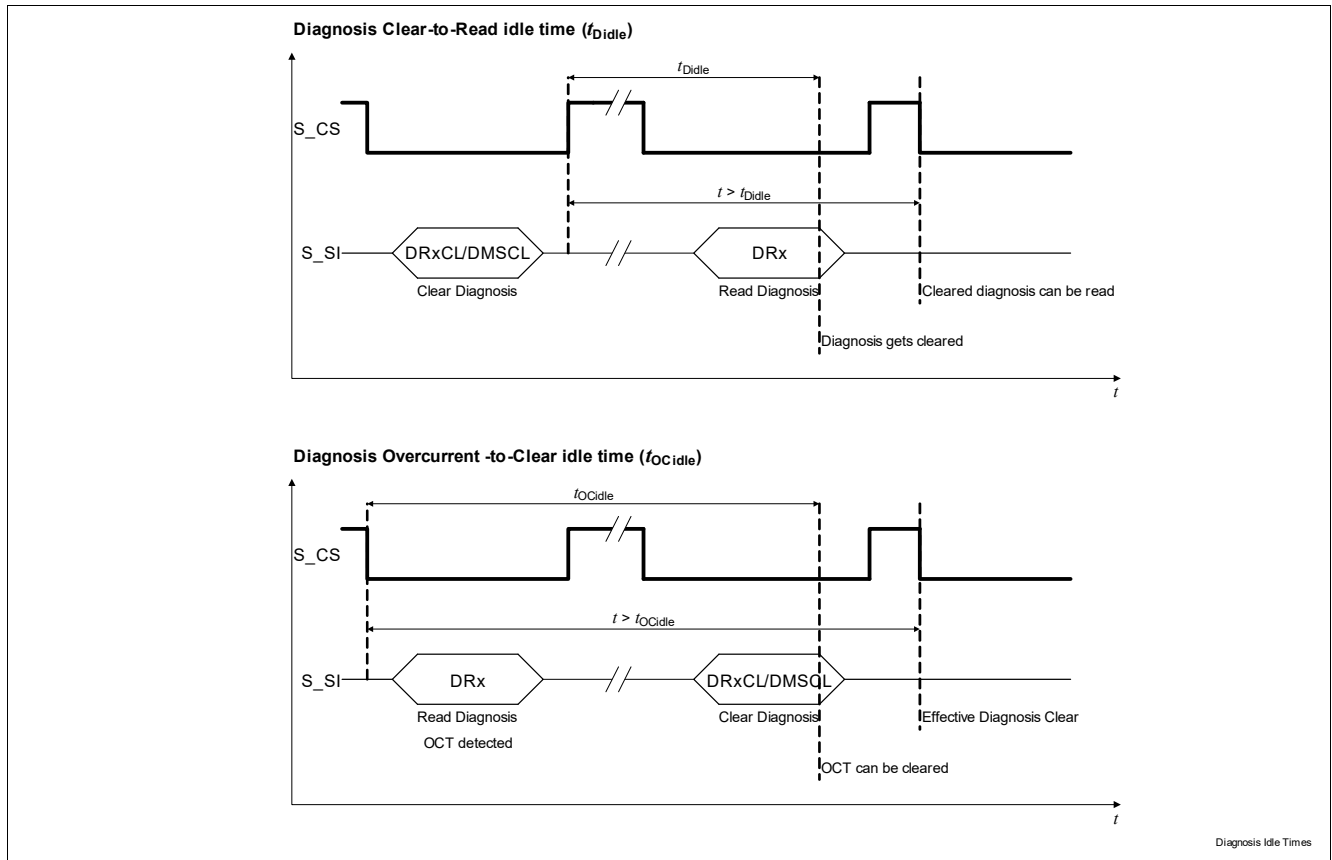 Diagnosis Clear-to-Read idle time (tDidle)
tDidle
S_CS
t > tDidle
S_SI
DRxCL/DMSCL
DRx
Clear Diagnosis
Read Diagnosis
Cleared diagnosis can be read
Diagnosis gets cleared
t
Diagnosis Overcurrent -to-Clear idle time (tOCidle)
tOCidle
S_CS
t > tOCidle
S_SI
DRx
DRxCL/DMSCL
Read Diagnosis
Clear Diagnosis
Effective Diagnosis Clear
OCT detected
OCT can be cleared
t
Diagnosis Idle Times